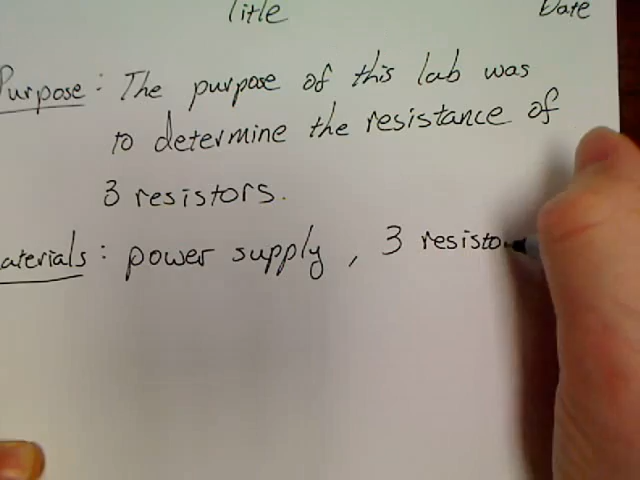 Title Date
Purpose: The purpose of this lab was
to determine the resistance of
3 resistors.
aterials: power supply, 3 resisto